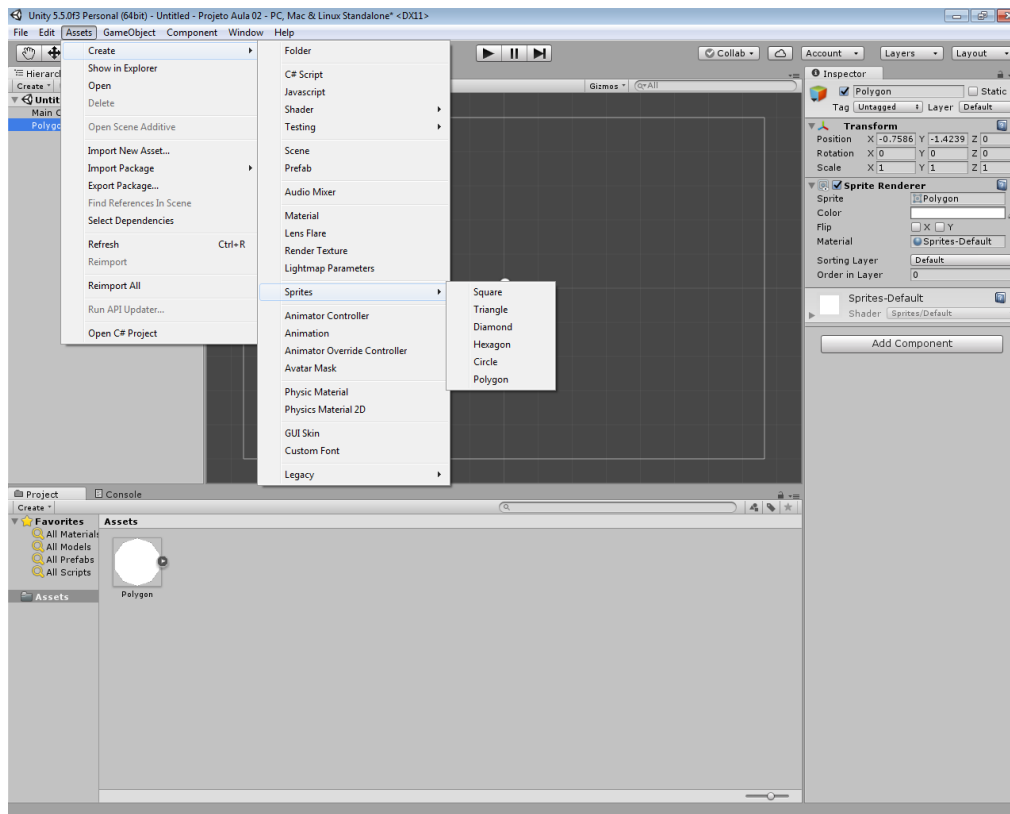 Unity 5.5.0f3 Personal (64bit) - Untitled - Projeto Aula 02 - PC, Mac & Linux Standalone* <DX11>
File Edit Assets GameObject Component Window Help
Collab Account Layers Layout
Hierarc
Create
Untit
Main C
Polygo
Create
Show in Explorer
Open
Delete
Open Scene Additive
Import New Asset...
Import Package
Export Package...
Find References In Scene
Select Dependencies
Refresh Ctrl+R
Reimport
Reimport All
Run API Updater...
Open C# Project
Folder
C# Script
Javascript
Shader
Testing
Scene
Prefab
Audio Mixer
Material
Lens Flare
Render Texture
Lightmap Parameters
Sprites
Animator Controller
Animation
Animator Override Controller
Avatar Mask
Physic Material
Physics Material 2D
GUI Skin
Custom Font
Legacy
Square
Triangle
Diamond
Hexagon
Circle
Polygon
Gizmos All
Inspector
Polygon Static
Tag Untagged Layer Default
Transform
Position X -0.7586 Y -1.4239 Z 0
Rotation X 0 Y 0 Z 0
Scale X 1 Y 1 Z 1
Sprite Renderer
Sprite Polygon
Color
Flip X Y
Material Sprites-Default
Sorting Layer Default
Order in Layer 0
Sprites-Default
Shader Sprites/Default
Add Component
Project Console
Create
Favorites
All Materials
All Models
All Prefabs
All Scripts
Assets
Assets
Polygon